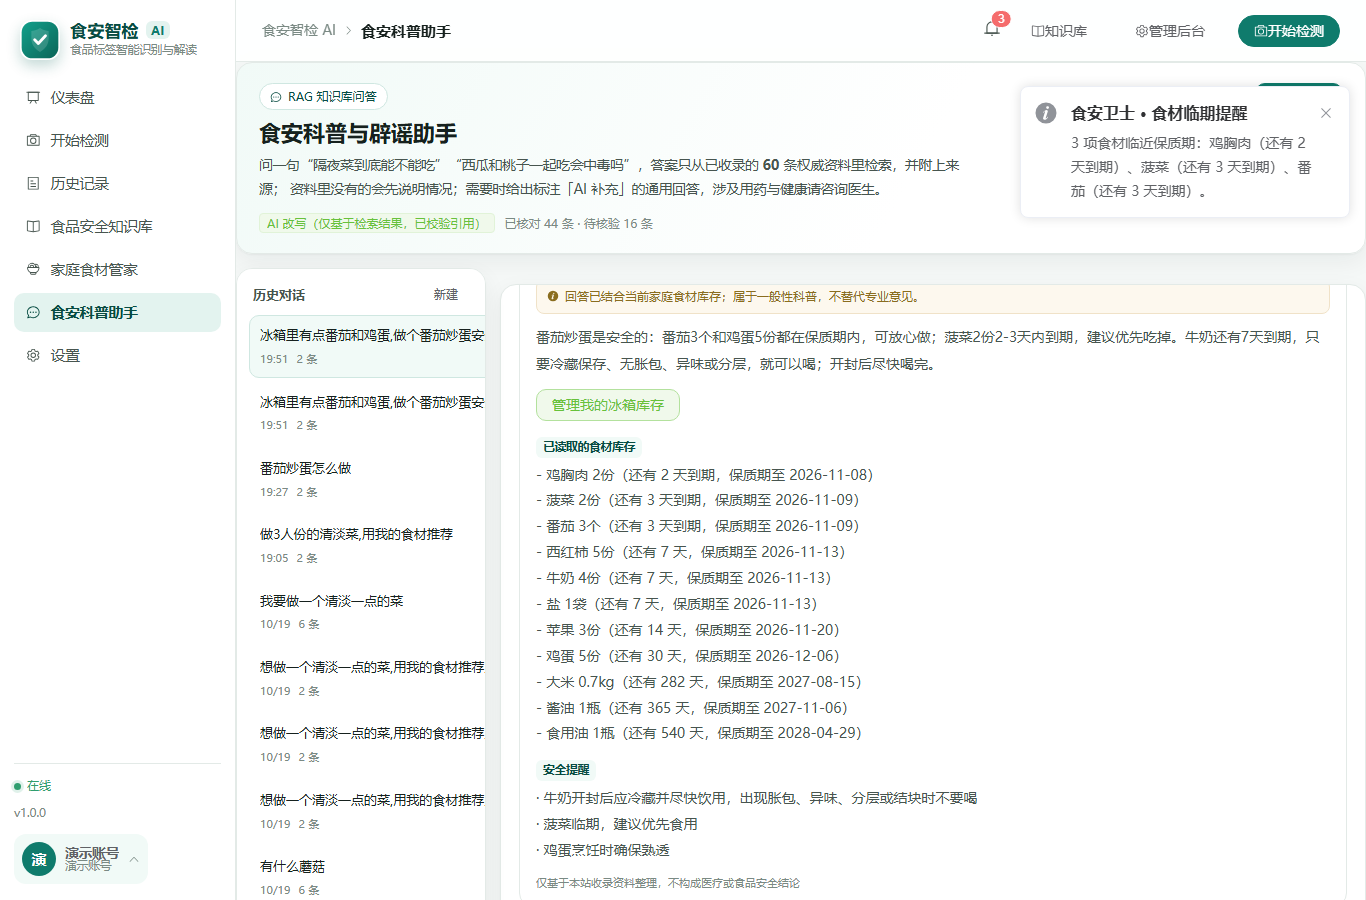 食安智检 AI
食品标签智能识别与解读
仪表盘
开始检测
历史记录
食品安全知识库
家庭食材管家
食安科普助手
设置
在线
v1.0.0
演
演示账号
演示账号
食安智检 AI > 食安科普助手
3
知识库
管理后台
开始检测
RAG 知识库问答
食安科普与辟谣助手
问一句“隔夜菜到底能不能吃”“西瓜和桃子一起吃会中毒吗”，答案只从已收录的 60 条权威资料里检索，并附上来
源； 资料里没有的会先说明情况；需要时给出标注「AI 补充」的通用回答，涉及用药与健康请咨询医生。
AI 改写（仅基于检索结果，已校验引用）
已核对 44 条 · 待核验 16 条
食安卫士 • 食材临期提醒
3 项食材临近保质期：鸡胸肉（还有 2
天到期）、菠菜（还有 3 天到期）、番
茄（还有 3 天到期）。
历史对话
新建
冰箱里有点番茄和鸡蛋,做个番茄炒蛋安
19:51 2 条
冰箱里有点番茄和鸡蛋,做个番茄炒蛋安
19:51 2 条
番茄炒蛋怎么做
19:27 2 条
做3人份的清淡菜,用我的食材推荐
19:05 2 条
我要做一个清淡一点的菜
10/19 6 条
想做一个清淡一点的菜,用我的食材推荐
10/19 2 条
想做一个清淡一点的菜,用我的食材推荐
10/19 2 条
想做一个清淡一点的菜,用我的食材推荐
10/19 2 条
有什么蘑菇
10/19 6 条
回答已结合当前家庭食材库存；属于一般性科普，不替代专业意见。
番茄炒蛋是安全的：番茄3个和鸡蛋5份都在保质期内，可放心做；菠菜2份2-3天内到期，建议优先吃掉。牛奶还有7天到期，只
要冷藏保存、无胀包、异味或分层，就可以喝；开封后尽快喝完。
管理我的冰箱库存
已读取的食材库存
- 鸡胸肉 2份（还有 2 天到期，保质期至 2026-11-08）
- 菠菜 2份（还有 3 天到期，保质期至 2026-11-09）
- 番茄 3个（还有 3 天到期，保质期至 2026-11-09）
- 西红柿 5份（还有 7 天，保质期至 2026-11-13）
- 牛奶 4份（还有 7 天，保质期至 2026-11-13）
- 盐 1袋（还有 7 天，保质期至 2026-11-13）
- 苹果 3份（还有 14 天，保质期至 2026-11-20）
- 鸡蛋 5份（还有 30 天，保质期至 2026-12-06）
- 大米 0.7kg（还有 282 天，保质期至 2027-08-15）
- 酱油 1瓶（还有 365 天，保质期至 2027-11-06）
- 食用油 1瓶（还有 540 天，保质期至 2028-04-29）
安全提醒
· 牛奶开封后应冷藏并尽快饮用，出现胀包、异味、分层或结块时不要喝
· 菠菜临期，建议优先食用
· 鸡蛋烹饪时确保熟透
仅基于本站收录资料整理，不构成医疗或食品安全结论